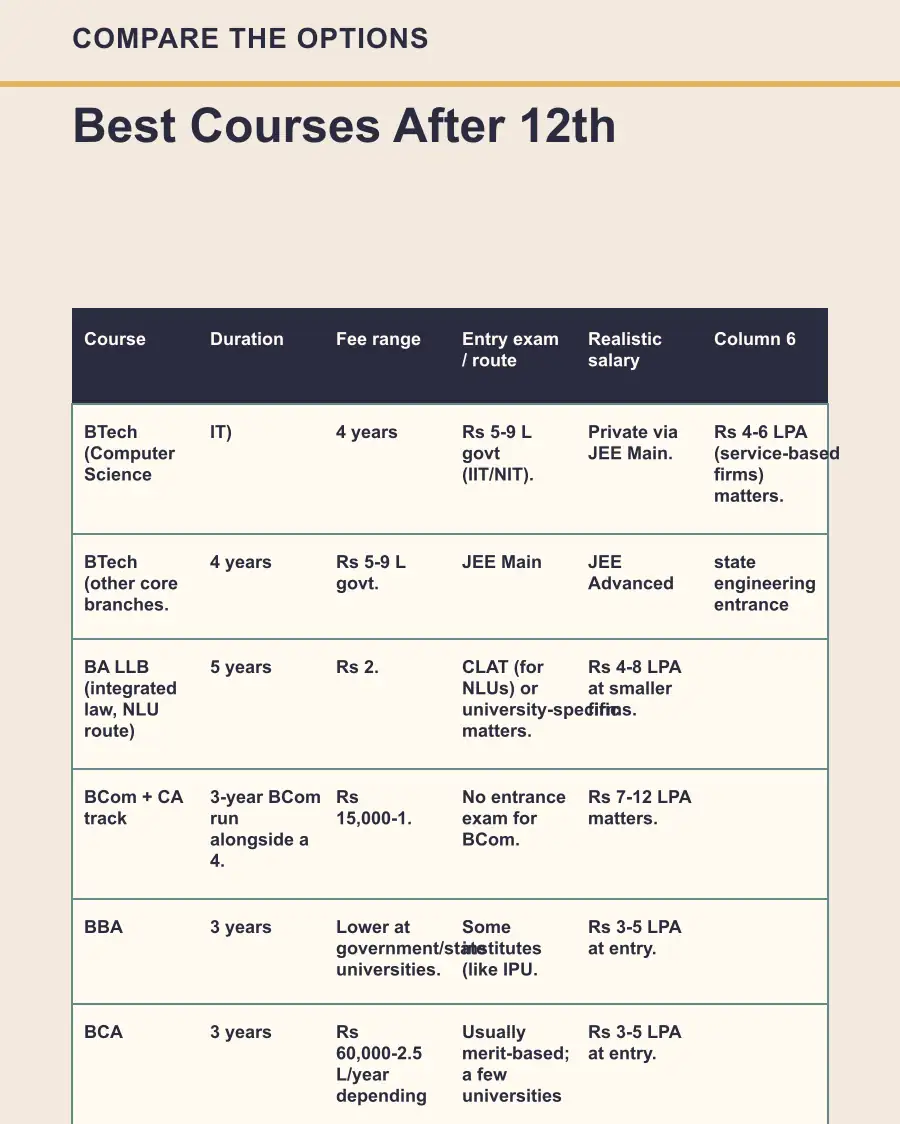 COMPARE THE OPTIONS
Best Courses After 12th
Course
Duration
Fee range
Entry exam
/ route
Realistic
salary
Column 6
BTech
(Computer
Science
IT)
4 years
Rs 5-9 L
govt
(IIT/NIT).
Private via
JEE Main.
Rs 4-6 LPA
(service-based
firms)
matters.
BTech
(other core
branches.
4 years
Rs 5-9 L
govt.
JEE Main
JEE
Advanced
state
engineering
entrance
BA LLB
(integrated
law, NLU
route)
5 years
Rs 2.
CLAT (for
NLUs) or
university-specific
matters.
Rs 4-8 LPA
at smaller
firms.
BCom + CA
track
3-year BCom
run
alongside a
4.
Rs
15,000-1.
No entrance
exam for
BCom.
Rs 7-12 LPA
matters.
BBA
3 years
Lower at
government/state
universities.
Some
institutes
(like IPU.
Rs 3-5 LPA
at entry.
BCA
3 years
Rs
60,000-2.5
L/year
depending
Usually
merit-based;
a few
universities
Rs 3-5 LPA
at entry.